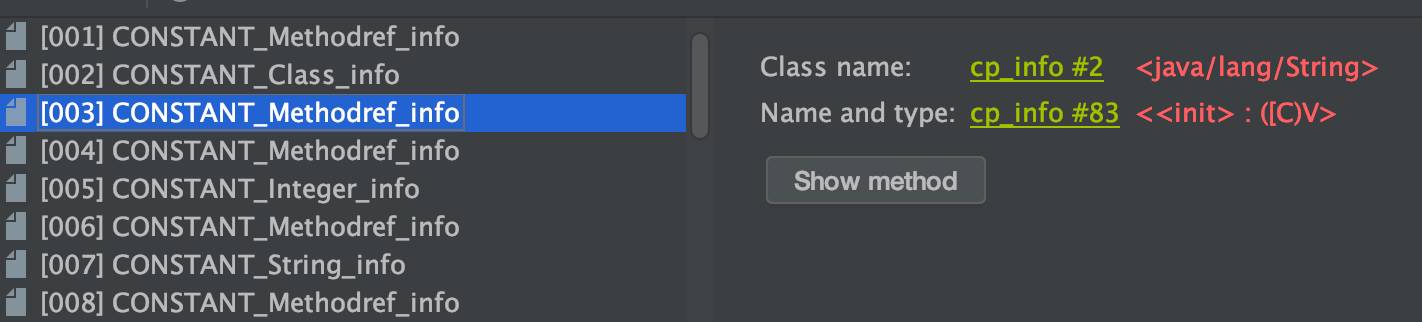 [001] CONSTANT_Methodref_info
[002] CONSTANT_Class_info
[003] CONSTANT_Methodref_info
[004] CONSTANT_Methodref_info
[005] CONSTANT_Integer_info
[006] CONSTANT_Methodref_info
[007] CONSTANT_String_info
[008] CONSTANT_Methodref_info
Class name: cp_info #2 <java/lang/String>
Name and type: cp_info #83 <<init> : ([C)V>
Show method